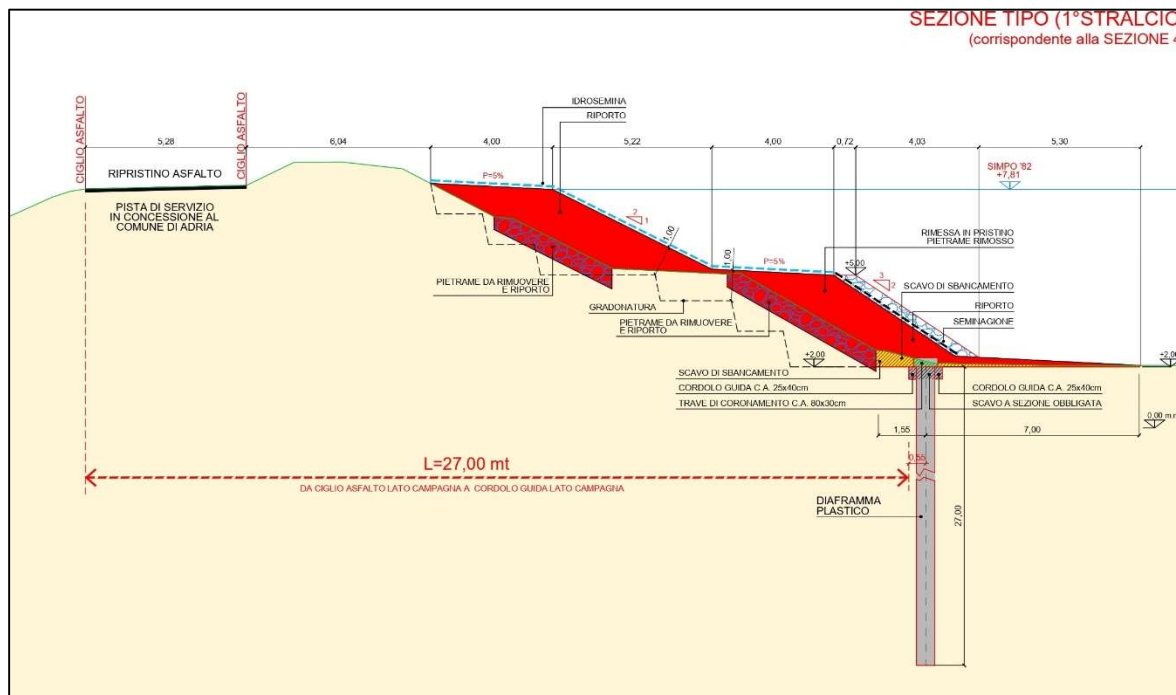 SEZIONE TIPO (1°STRALCIO
(corrispondente alla SEZIONE 4
CIGLIO ASFALTO
CIGLIO ASFALTO
IDROSEMINA
RIPORTO
5,28
6,04
4,00
5,22
4,00
0,72
4,03
5,30
RIPRISTINO ASFALTO
P=5%
SIMPO '82
+7,81
PISTA DI SERVIZIO
IN CONCESSIONE AL
COMUNE DI ADRIA
2
1
1,00
RIMESSA IN PRISTINO
PIETRAME RIMOSSO
P=5%
1,00
+5,00
3
2
SCAVO DI SBANCAMENTO
PIETRAME DA RIMUOVERE
E RIPORTO
GRADONATURA
RIPORTO
PIETRAME DA RIMUOVERE
E RIPORTO
SEMINAGIONE
+2,00
+2,00
SCAVO DI SBANCAMENTO
CORDOLO GUIDA C.A. 25x40cm
CORDOLO GUIDA C.A. 25x40cm
TRAVE DI CORONAMENTO C.A. 80x30cm
SCAVO A SEZIONE OBBLIGATA
0,00 m.
1,55
7,00
0,55
L=27,00 mt
DA CIGLIO ASFALTO LATO CAMPAGNA A CORDOLO GUIDA LATO CAMPAGNA
DIAFRAMMA
PLASTICO
27,00